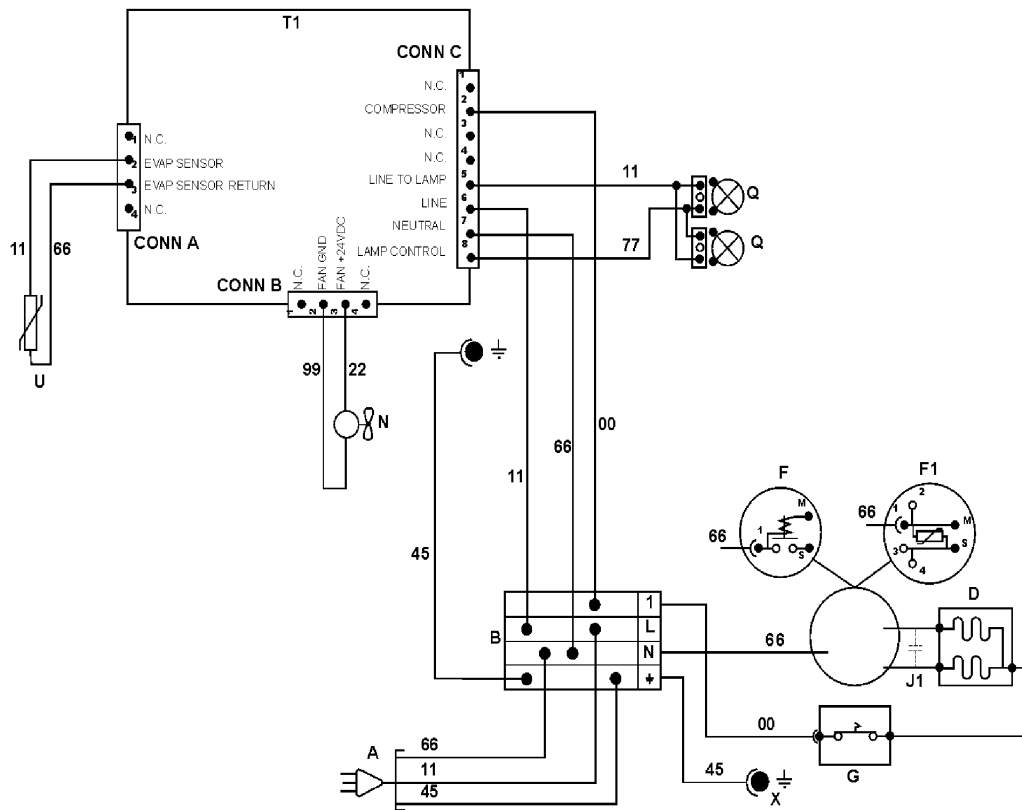 T1
CONN C
1
N.C.
2
COMPRESSOR
3
N.C.
4
N.C.
5
LINE TO LAMP
6
LINE
7
NEUTRAL
8
LAMP CONTROL
1 N.C.
2 EVAP SENSOR
3 EVAP SENSOR RETURN
4 N.C.
CONN A
CONN B
N.C.
FAN GND
FAN +24VDC
N.C.
1
2
3
4
11
66
U
99
22
N
11
77
Q
Q
45
11
66
00
F
M
1
S
66
F1
2
1
M
S
3
4
66
D
J1
66
B
1
L
N
00
G
45
X
A
66
11
45